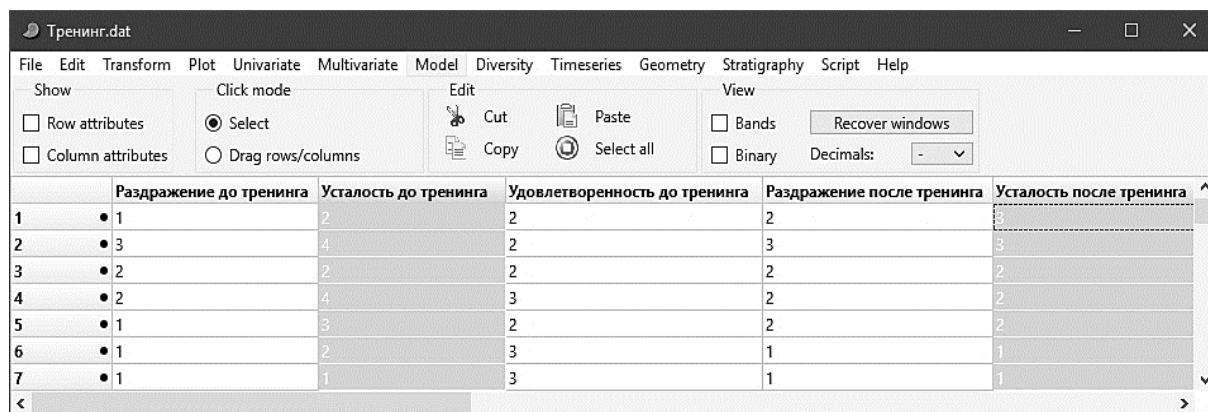 Тренинг.dat
File Edit Transform Plot Univariate Multivariate Model Diversity Timeseries Geometry Stratigraphy Script Help
Show Click mode Edit View
Row attributes Select Cut Paste Bands Recover windows
Column attributes Drag rows/columns Copy Select all Binary Decimals: -
Раздражение до тренинга Усталость до тренинга Удовлетворенность до тренинга Раздражение после тренинга Усталость после тренинга
1 • 1 2 2 2 3
2 • 3 4 2 3 3
3 • 2 2 2 2 2
4 • 2 4 3 2 2
5 • 1 3 2 2 2
6 • 1 2 3 1 1
7 • 1 1 3 1 1